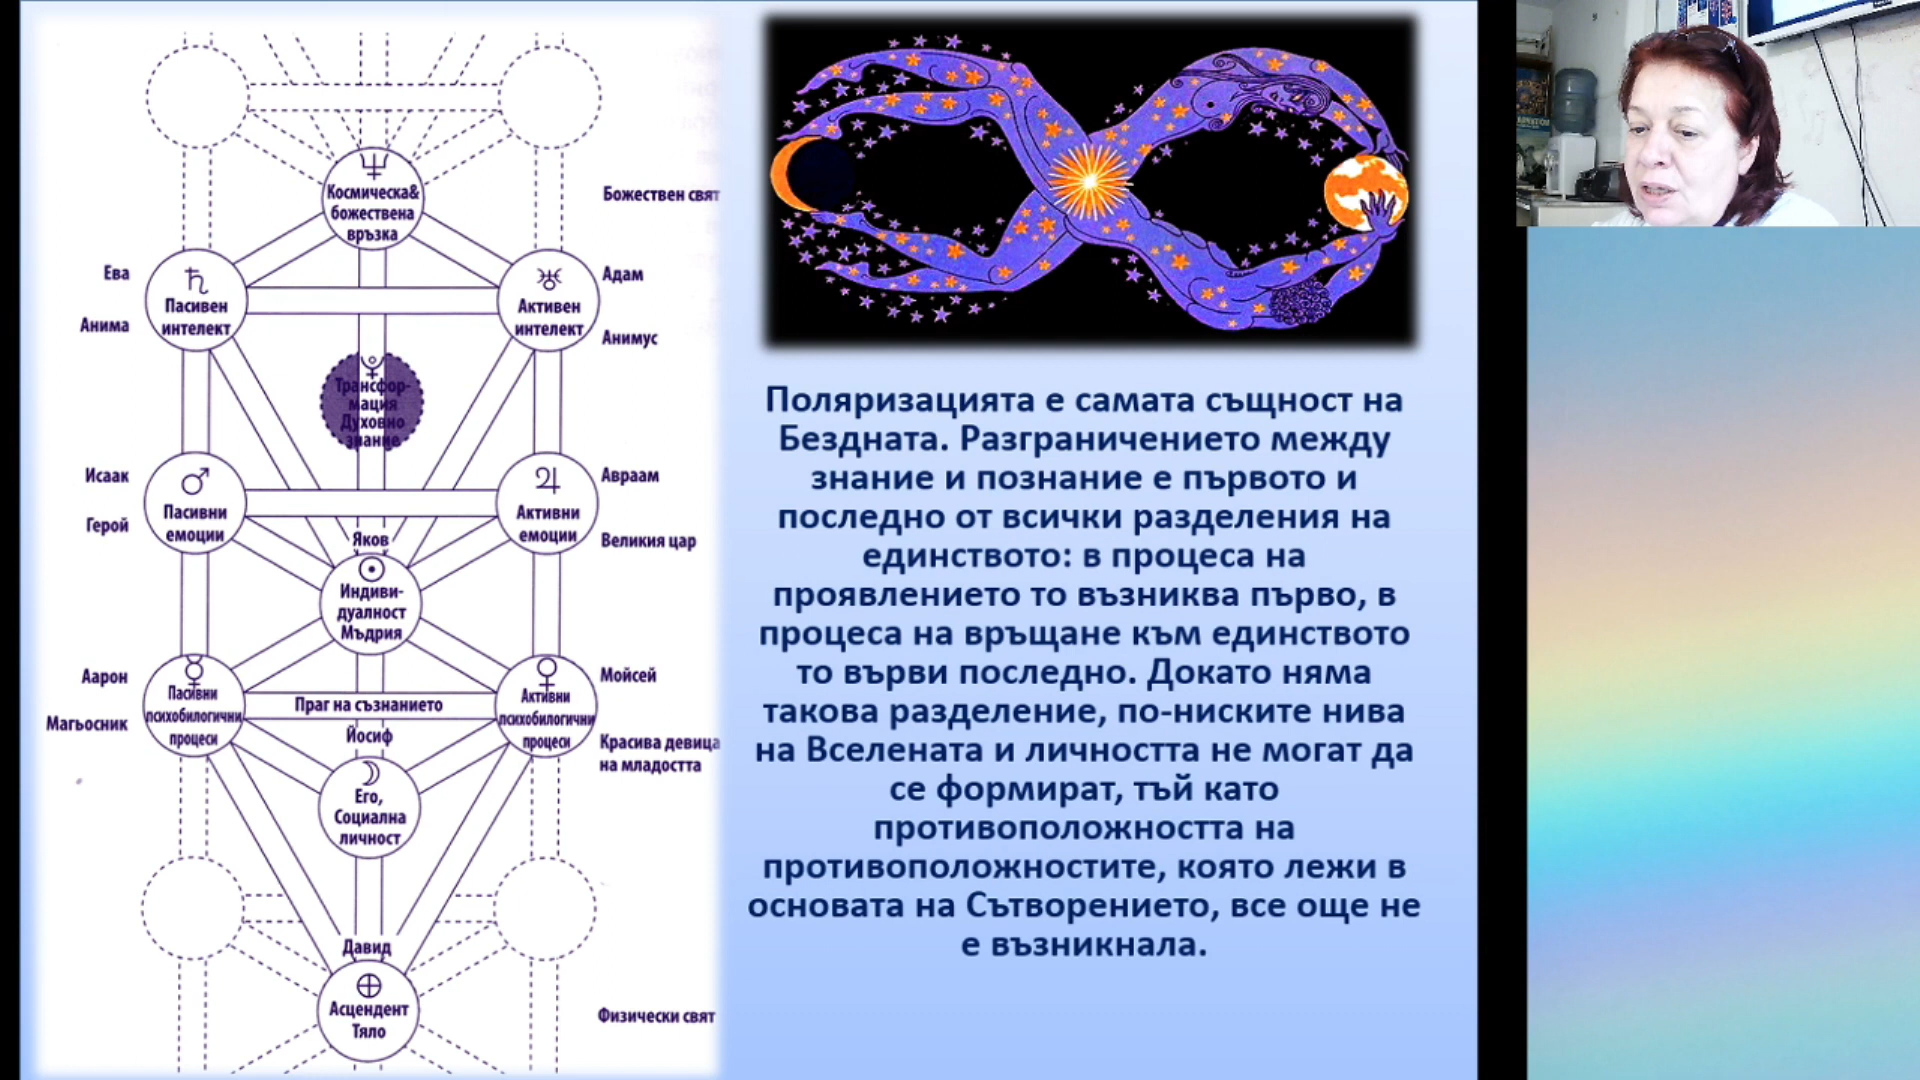 Космическа&
божествена
връзка
Божествен свят
Ева
Адам
Пасивен
интелект
Активен
интелект
Анима
Анимус
Трансфор-
мация
Духовно
знание
Исаак
Авраам
Пасивни
емоции
Активни
емоции
Герой
Великия цар
Яков
Индиви-
дуалност
Мъдрия
Аарон
Мойсей
Пасивни
психобилогични
процеси
Праг на съзнанието
Активни
психобилогични
процеси
Магьосник
Йосиф
Красива девица
на младостта
Его,
Социална
личност
Давид
Асцендент
Тяло
Физически свят
Поляризацията е самата същност на
Бездната. Разграничението между
знание и познание е първото и
последно от всички разделения на
единството: в процеса на
проявлението то възниква първо, в
процеса на връщане към единството
то върви последно. Докато няма
такова разделение, по-ниските нива
на Вселената и личността не могат да
се формират, тъй като
противоположността на
противоположностите, която лежи в
основата на Сътворението, все още не
е възникнала.